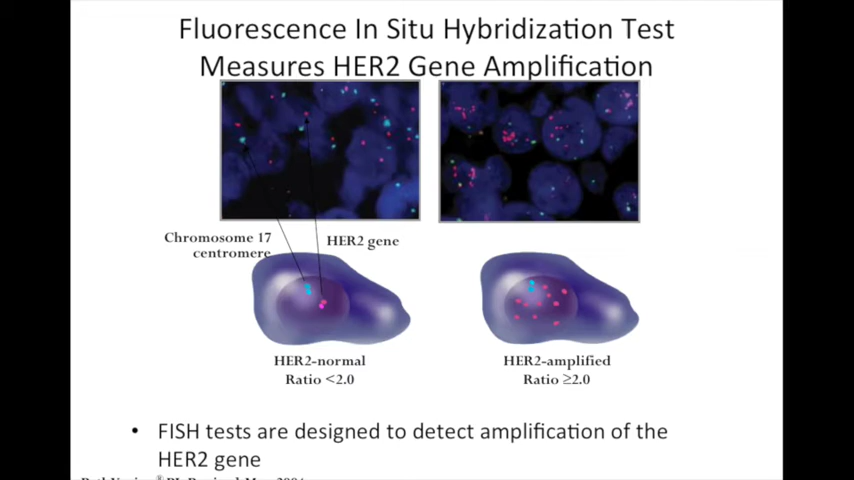 Fluorescence In Situ Hybridization Test
Measures HER2 Gene Amplification
Chromosome 17
centromere
HER2 gene
HER2-normal
Ratio <2.0
HER2-amplified
Ratio ≥2.0
• FISH tests are designed to detect amplification of the
HER2 gene